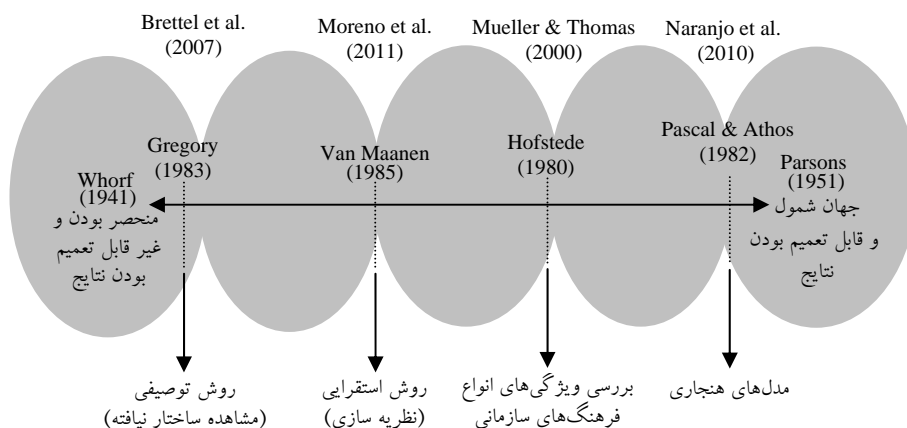 Brettel et al.
(2007)
Moreno et al.
(2011)
Mueller & Thomas
(2000)
Naranjo et al.
(2010)
Gregory
(1983)
Van Maanen
(1985)
Hofstede
(1980)
Pascal & Athos
(1982)
Whorf
(1941)
Parsons
(1951)
منحصر بودن و
غیر قابل تعمیم
بودن نتایج
جهان شمول
و قابل تعمیم بودن
نتایج
روش توصیفی
(مشاهده ساختار نیافته)
روش استقرایی
(نظریه سازی)
بررسی ویژگی‌های انواع
فرهنگ‌های سازمانی
مدل‌های هنجاری